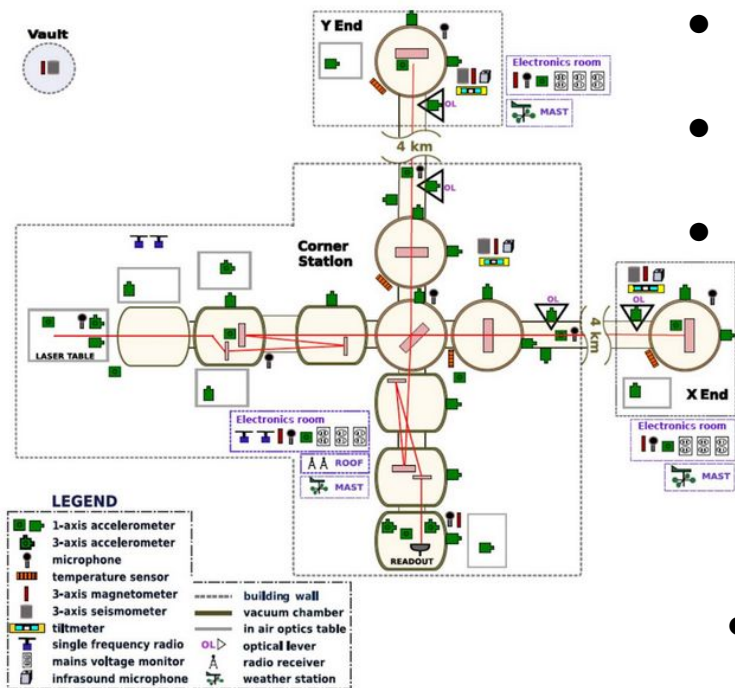 Vault
Y End
Electronics room
OL
MAST
4 km
OL
Corner
Station
OL
OL
4 km
LASER TABLE
X End
Electronics room
ROOF
MAST
Electronics room
MAST
READOUT
LEGEND
1-axis accelerometer
3-axis accelerometer
microphone
temperature sensor
3-axis magnetometer
3-axis seismometer
tiltmeter
single frequency radio
mains voltage monitor
infrasound microphone
building wall
vacuum chamber
in air optics table
OL optical lever
radio receiver
weather station